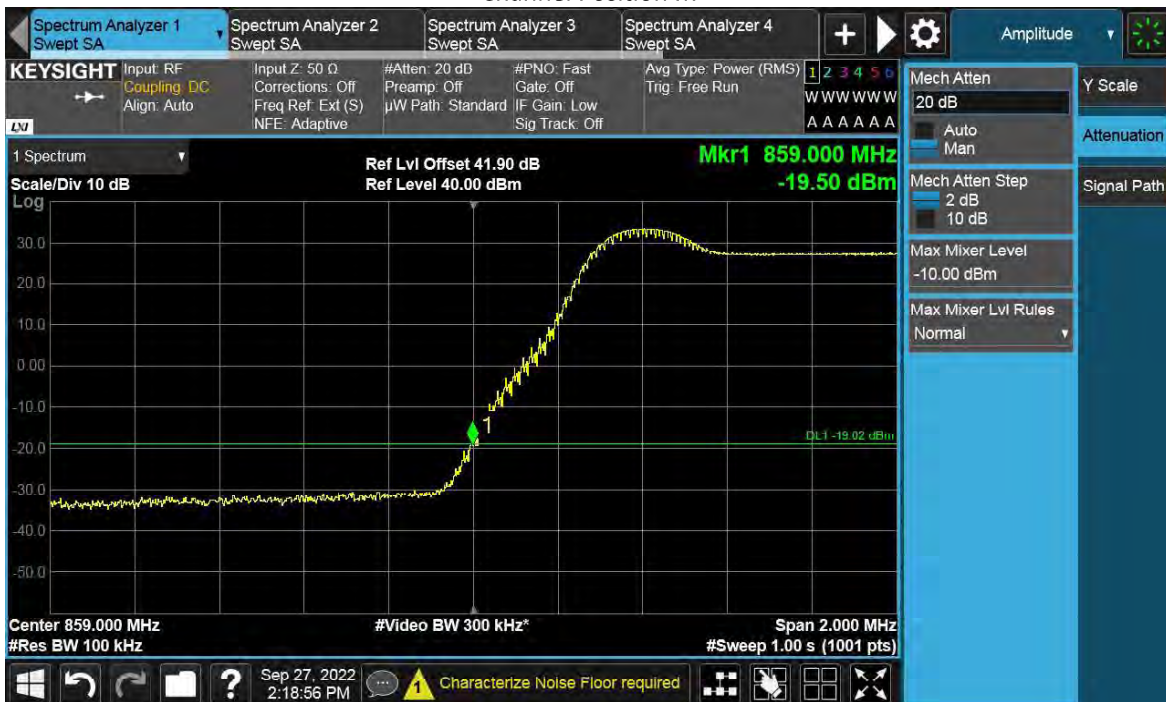 Spectrum Analyzer 1
Swept SA
Spectrum Analyzer 2
Swept SA
Spectrum Analyzer 3
Swept SA
Spectrum Analyzer 4
Swept SA
+
Amplitude
KEYSIGHT
LXI
Input: RF
Coupling: DC
Align: Auto
Input Z: 50 Ω
Corrections: Off
Freq Ref: Ext (S)
NFE: Adaptive
#Atten: 20 dB
Preamp: Off
µW Path: Standard
#PNO: Fast
Gate: Off
IF Gain: Low
Sig Track: Off
Avg Type: Power (RMS)
Trig: Free Run
1 2 3 4 5 6
W W W W W W
A A A A A A
1 Spectrum
Scale/Div 10 dB
Log
Ref Lvl Offset 41.90 dB
Ref Level 40.00 dBm
Mkr1 859.000 MHz
-19.50 dBm
30.0
20.0
10.0
0.00
-10.0
-20.0
-30.0
-40.0
-50.0
1
DL1 -19.02 dBm
Center 859.000 MHz
#Res BW 100 kHz
#Video BW 300 kHz*
Span 2.000 MHz
#Sweep 1.00 s (1001 pts)
Mech Atten
20 dB
Auto
Man
Mech Atten Step
2 dB
10 dB
Max Mixer Level
-10.00 dBm
Max Mixer Lvl Rules
Normal
Y Scale
Attenuation
Signal Path
?
Sep 27, 2022
2:18:56 PM
1
Characterize Noise Floor required